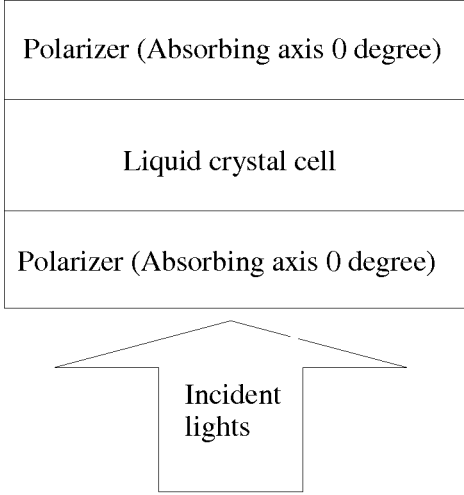 Polarizer (Absorbing axis 0 degree)
Liquid crystal cell
Polarizer (Absorbing axis 0 degree)
Incident
lights